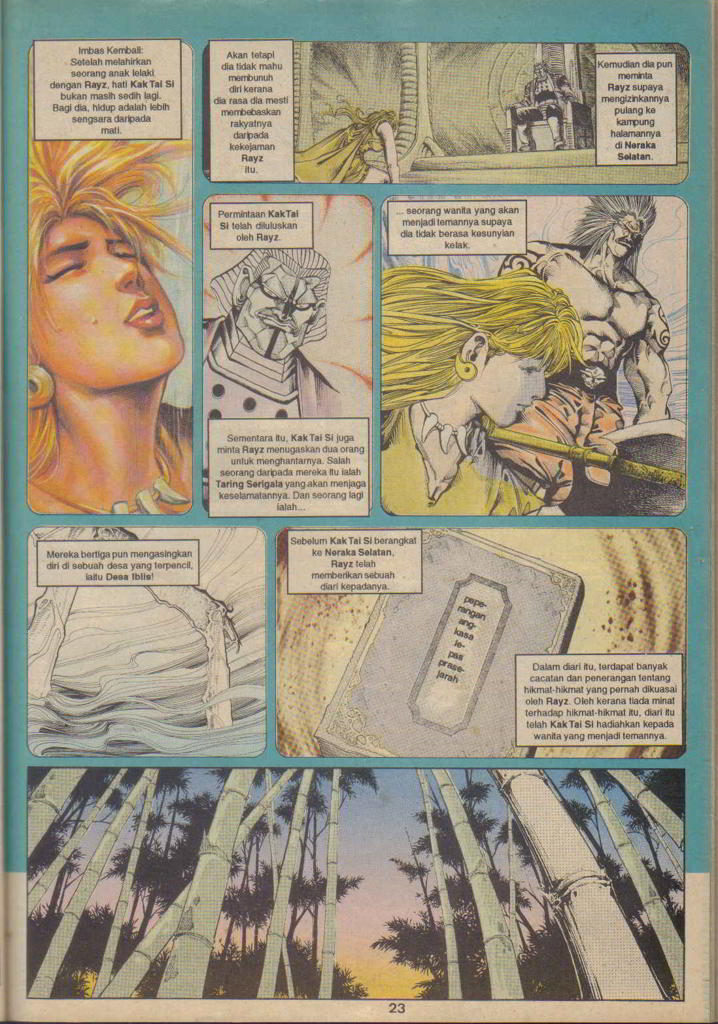 Imbas Kembali:
Setelah melahirkan
seorang anak lelaki
dengan Rayz, hati Kak Tai Si
bukan masih sedih lagi.
Bagi dia, hidup adalah lebih
sengsara daripada
mati.
Akan tetapi
dia tidak mahu
membunuh
diri kerana
dia rasa dia mesti
membebaskan
rakyatnya
daripada
kekejaman
Rayz
itu.
Kemudian dia pun
meminta
Rayz supaya
mengizinkannya
pulang ke
kampung
halamannya
di Neraka
Selatan.
Permintaan Kak Tai
Si telah diluluskan
oleh Rayz.
Sementara itu, Kak Tai Si juga
minta Rayz menugaskan dua orang
untuk menghantarnya. Salah
seorang daripada mereka itu ialah
Taring Serigala yang akan menjaga
keselamatannya. Dan seorang lagi
ialah...
... seorang wanita yang akan
menjadi temannya supaya
dia tidak berasa kesunyian
kelak.
Mereka bertiga pun mengasingkan
diri di sebuah desa yang terpencil,
iaitu Desa Iblis!
Sebelum Kak Tai Si berangkat
ke Neraka Selatan,
Rayz telah
memberikan sebuah
diari kepadanya.
pepe-
rangan
ang-
kasa
le-
pas
prase-
jarah
Dalam diari itu, terdapat banyak
cacatan dan penerangan tentang
hikmat-hikmat yang pernah dikuasai
oleh Rayz. Oleh kerana tiada minat
terhadap hikmat-hikmat itu, diari itu
telah Kak Tai Si hadiahkan kepada
wanita yang menjadi temannya.
23